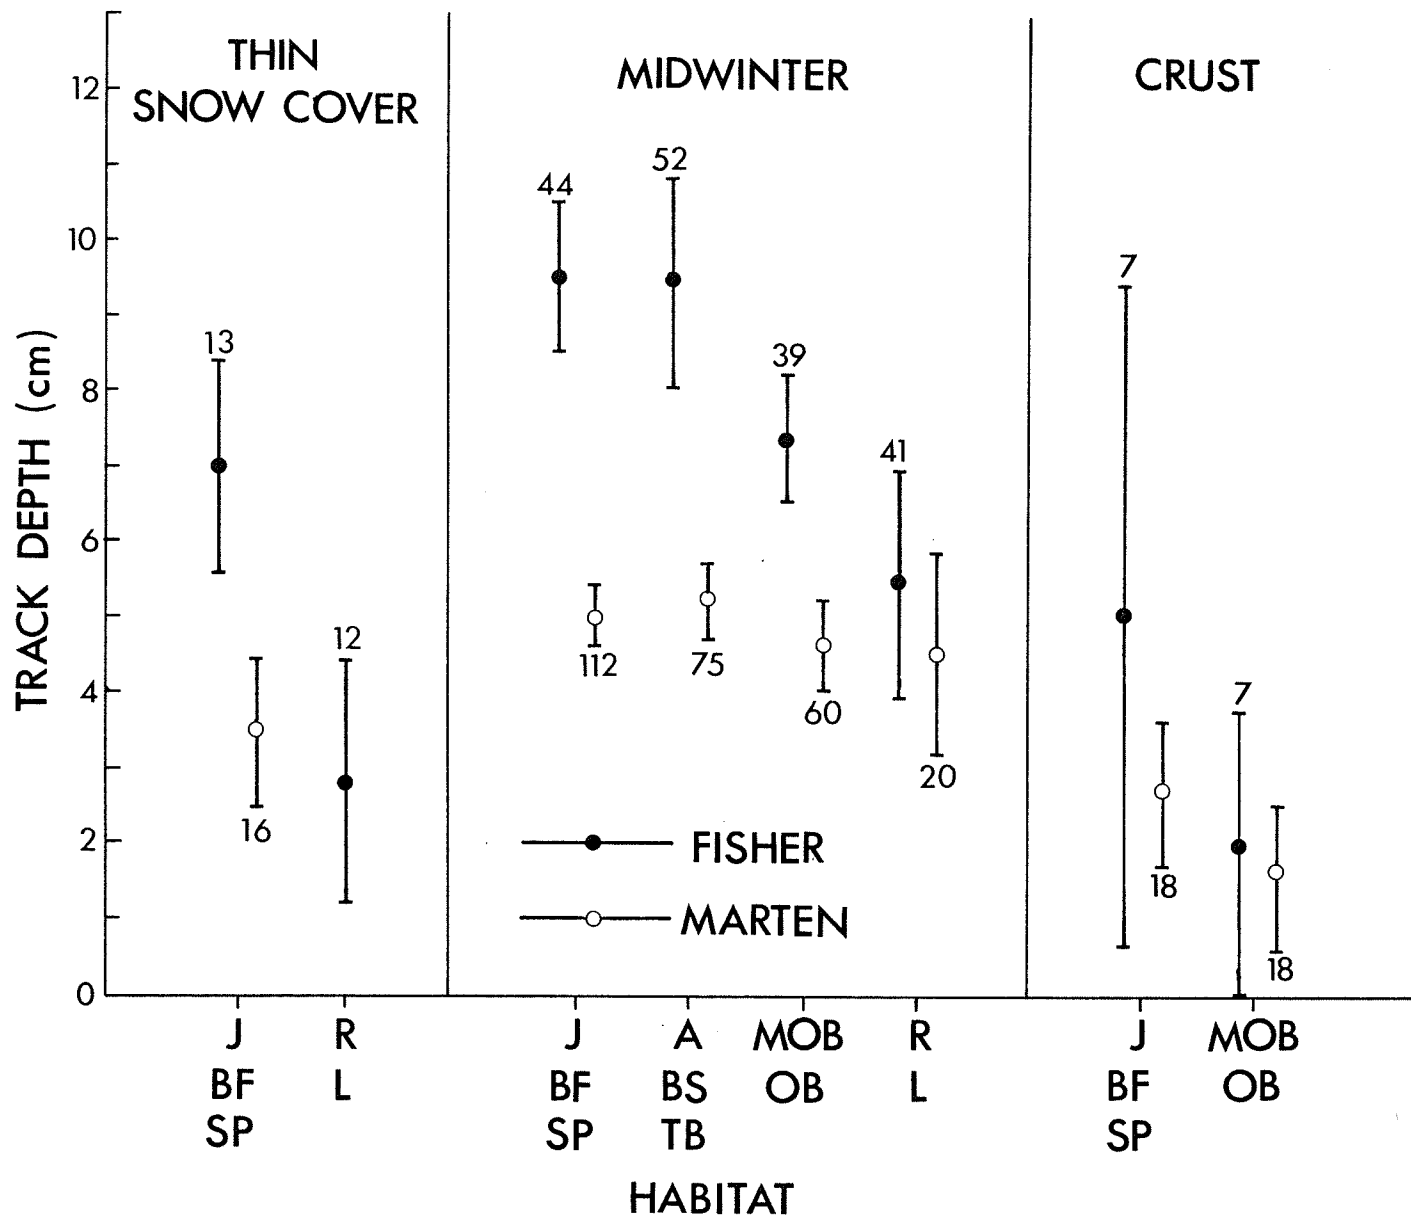 THIN
SNOW COVER
MIDWINTER
CRUST
TRACK DEPTH (cm)
12
10
8
6
4
2
0
13
16
12
44
112
52
75
39
60
41
20
7
18
7
18
FISHER
MARTEN
J
BF
SP
R
L
J
BF
SP
A
BS
TB
MOB
OB
R
L
J
BF
SP
MOB
OB
HABITAT